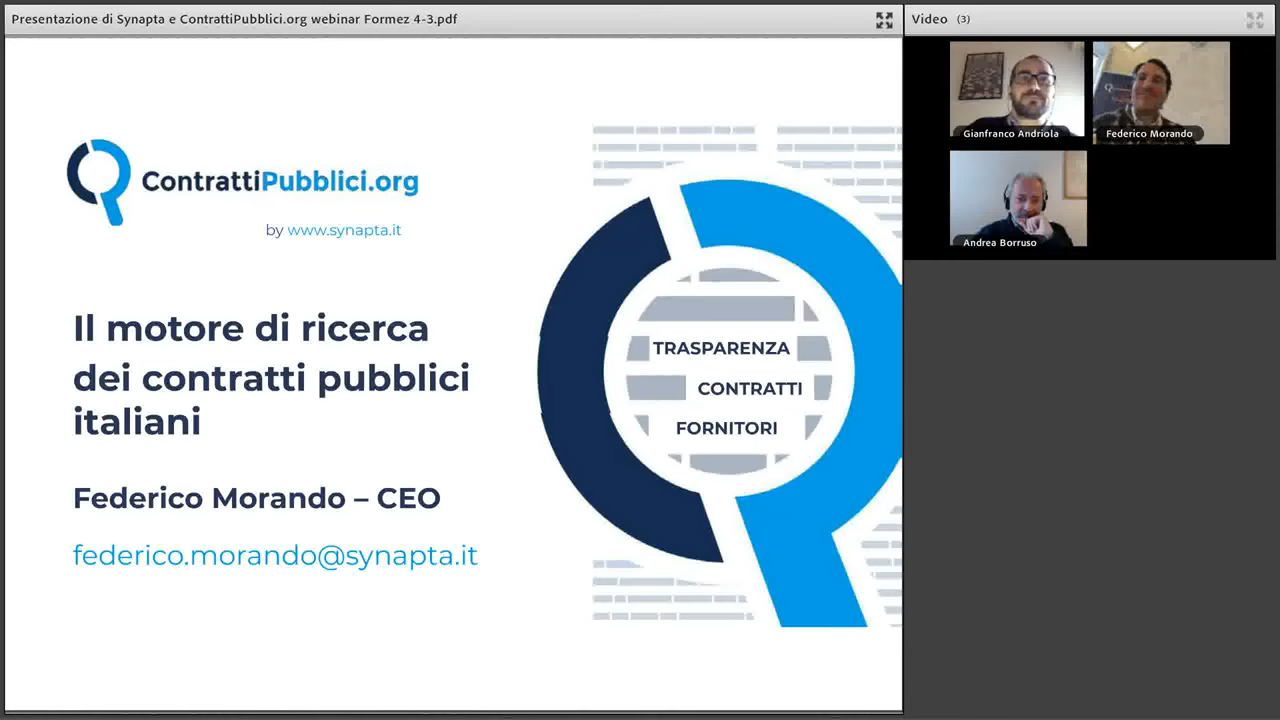 Presentazione di Synapta e ContrattiPubblici.org webinar Formez 4-3.pdf
Video (3)
ContrattiPubblici.org
by www.synapta.it
Il motore di ricerca
dei contratti pubblici
italiani
Federico Morando – CEO
federico.morando@synapta.it
TRASPARENZA
CONTRATTI
FORNITORI
Gianfranco Andriola
Federico Morando
Andrea Borruso